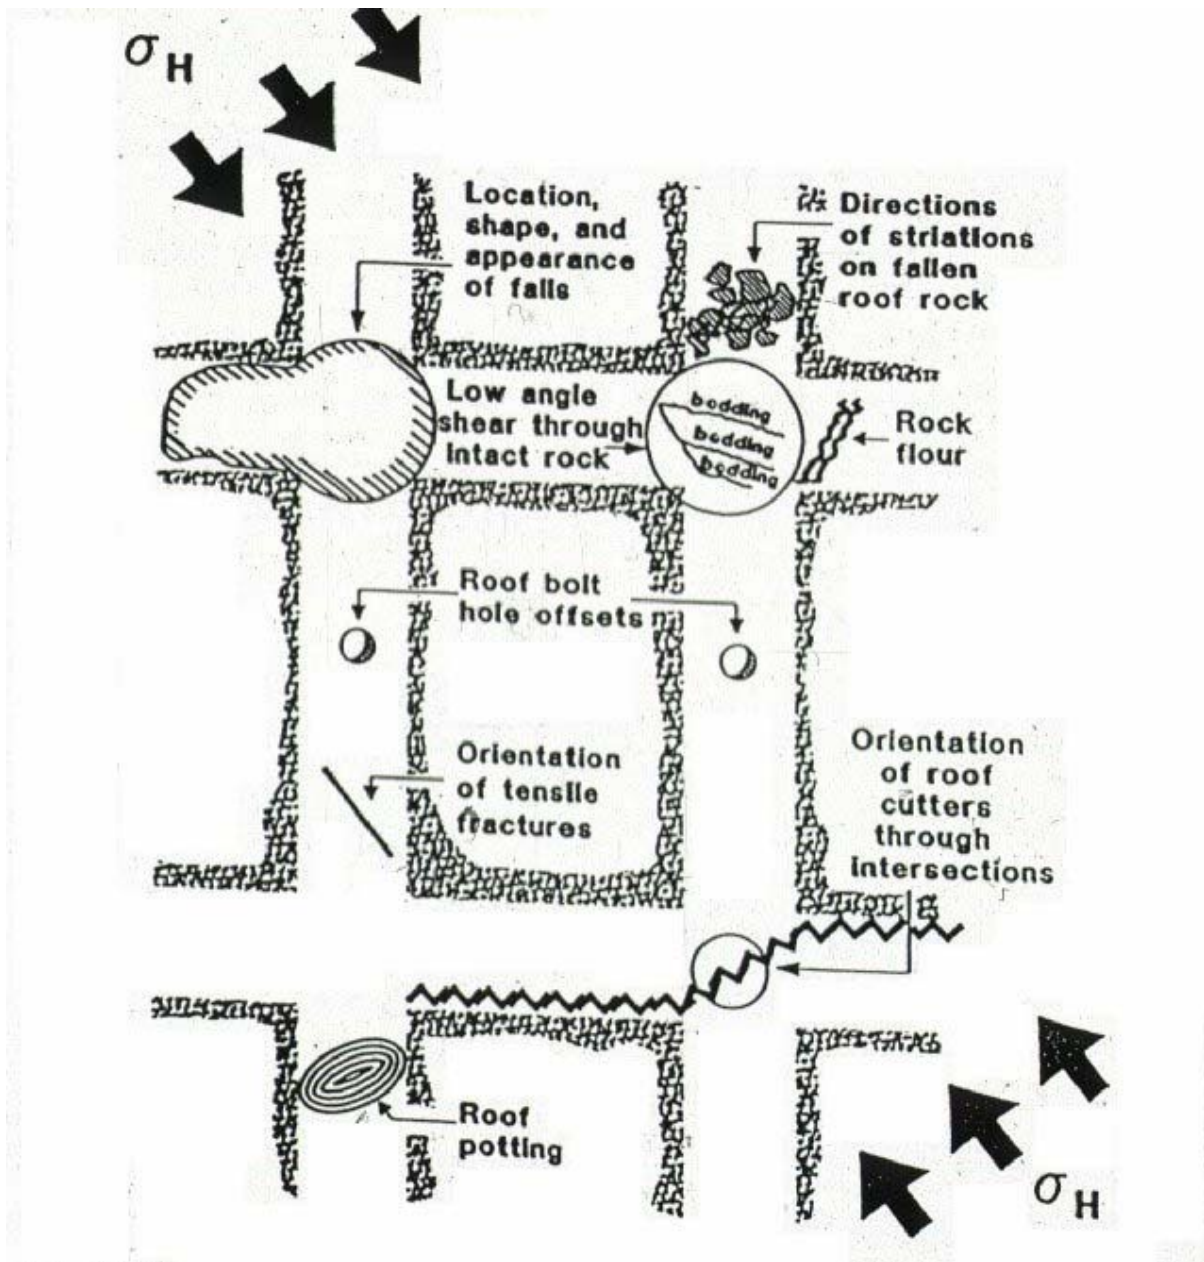 σH
Location,
shape, and
appearance
of falls
Directions
of striations
on fallen
roof rock
Low angle
shear through
intact rock
bedding
bedding
bedding
Rock
flour
Roof bolt
hole offsets
Orientation
of tensile
fractures
Orientation
of roof
cutters
through
intersections
Roof
potting
σH